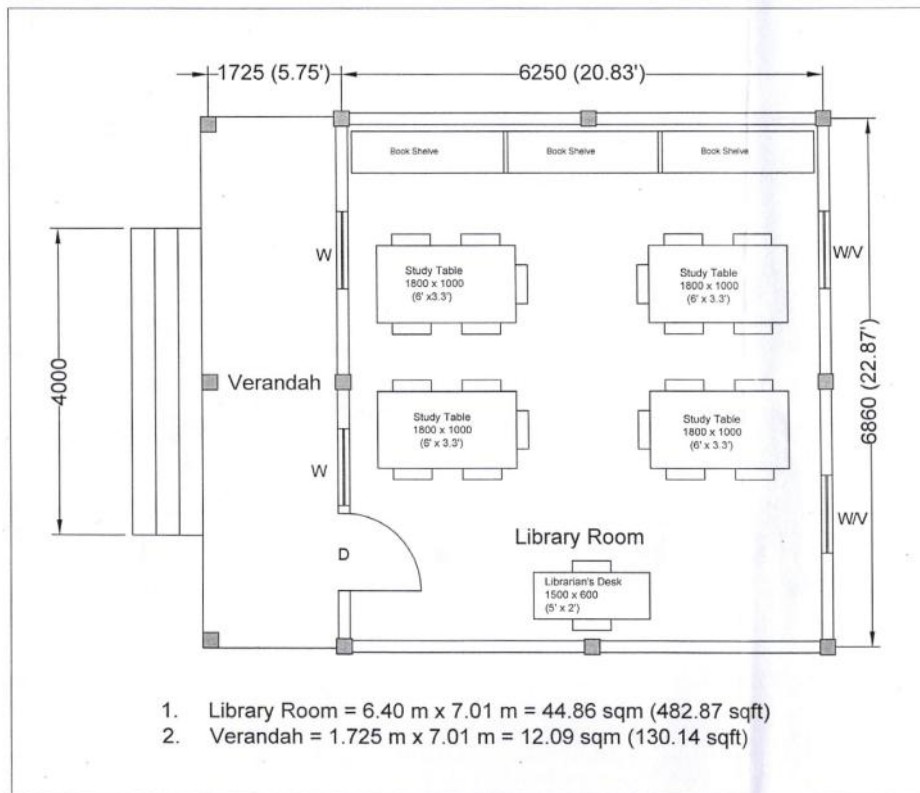 1725 (5.75')
6250 (20.83')
Book Shelve
Book Shelve
Book Shelve
W
W/V
Study Table
1800 x 1000
(6' x3.3')
Study Table
1800 x 1000
(6' x 3.3')
4000
Verandah
6860 (22.87')
Study Table
1800 x 1000
(6' x 3.3')
Study Table
1800 x 1000
(6' x 3.3')
W
W/V
Library Room
D
Librarian's Desk
1500 x 600
(5' x 2')
1. Library Room = 6.40 m x 7.01 m = 44.86 sqm (482.87 sqft)
2. Verandah = 1.725 m x 7.01 m = 12.09 sqm (130.14 sqft)